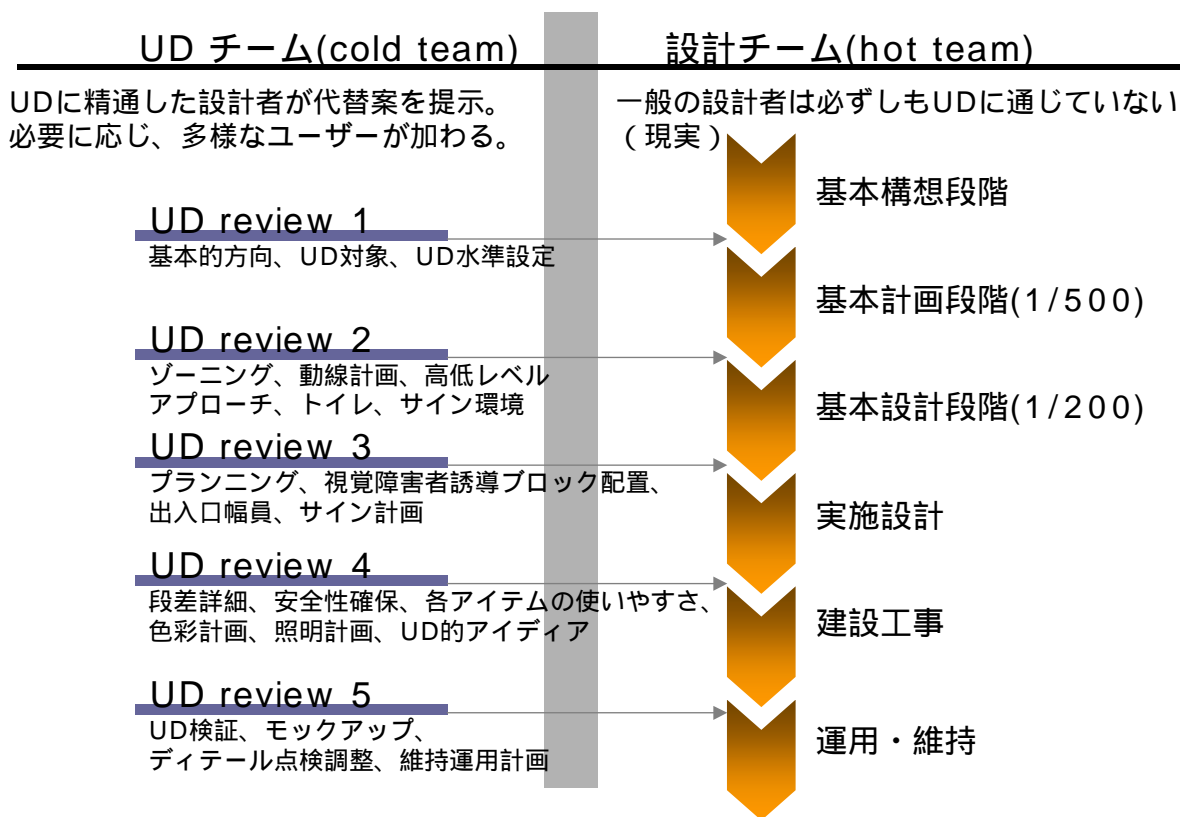 UD チーム(cold team)
設計チーム(hot team)
UDに精通した設計者が代替案を提示。
必要に応じ、多様なユーザーが加わる。
一般の設計者は必ずしもUDに通じていない
（現実）
基本構想段階
UD review 1
基本的方向、UD対象、UD水準設定
基本計画段階(1/500)
UD review 2
ゾーニング、動線計画、高低レベル
アプローチ、トイレ、サイン環境
基本設計段階(1/200)
UD review 3
プランニング、視覚障害者誘導ブロック配置、
出入口幅員、サイン計画
実施設計
UD review 4
段差詳細、安全性確保、各アイテムの使いやすさ、
色彩計画、照明計画、UD的アイディア
建設工事
UD review 5
UD検証、モックアップ、
ディテール点検調整、維持運用計画
運用・維持